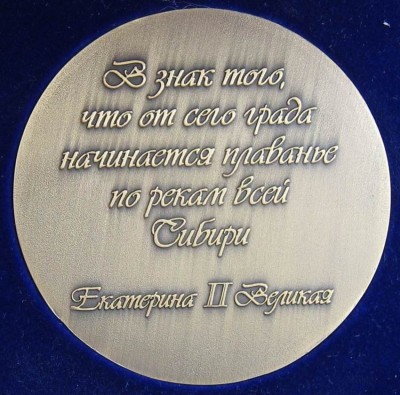 В знак того,
что от сего града
начинается плаванье
по рекам всей
Сибири
Екатерина II Великая